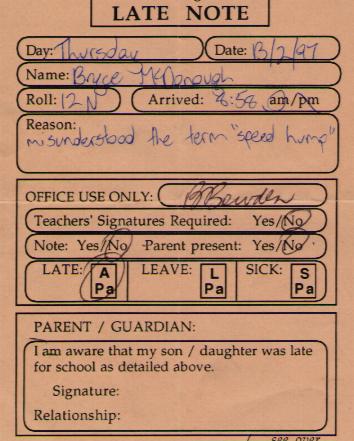 LATE NOTE
Day: Thursday Date: 13/2/97
Name: Bryce McDonough
Roll: 12N Arrived: 8:58 am/pm
Reason:
misunderstood the term "speed hump"
OFFICE USE ONLY: B Bewden
Teachers' Signatures Required: Yes/No
Note: Yes/No Parent present: Yes/No
LATE: A Pa LEAVE: L Pa SICK: S Pa
PARENT / GUARDIAN:
I am aware that my son / daughter was late
for school as detailed above.
Signature:
Relationship:
see over